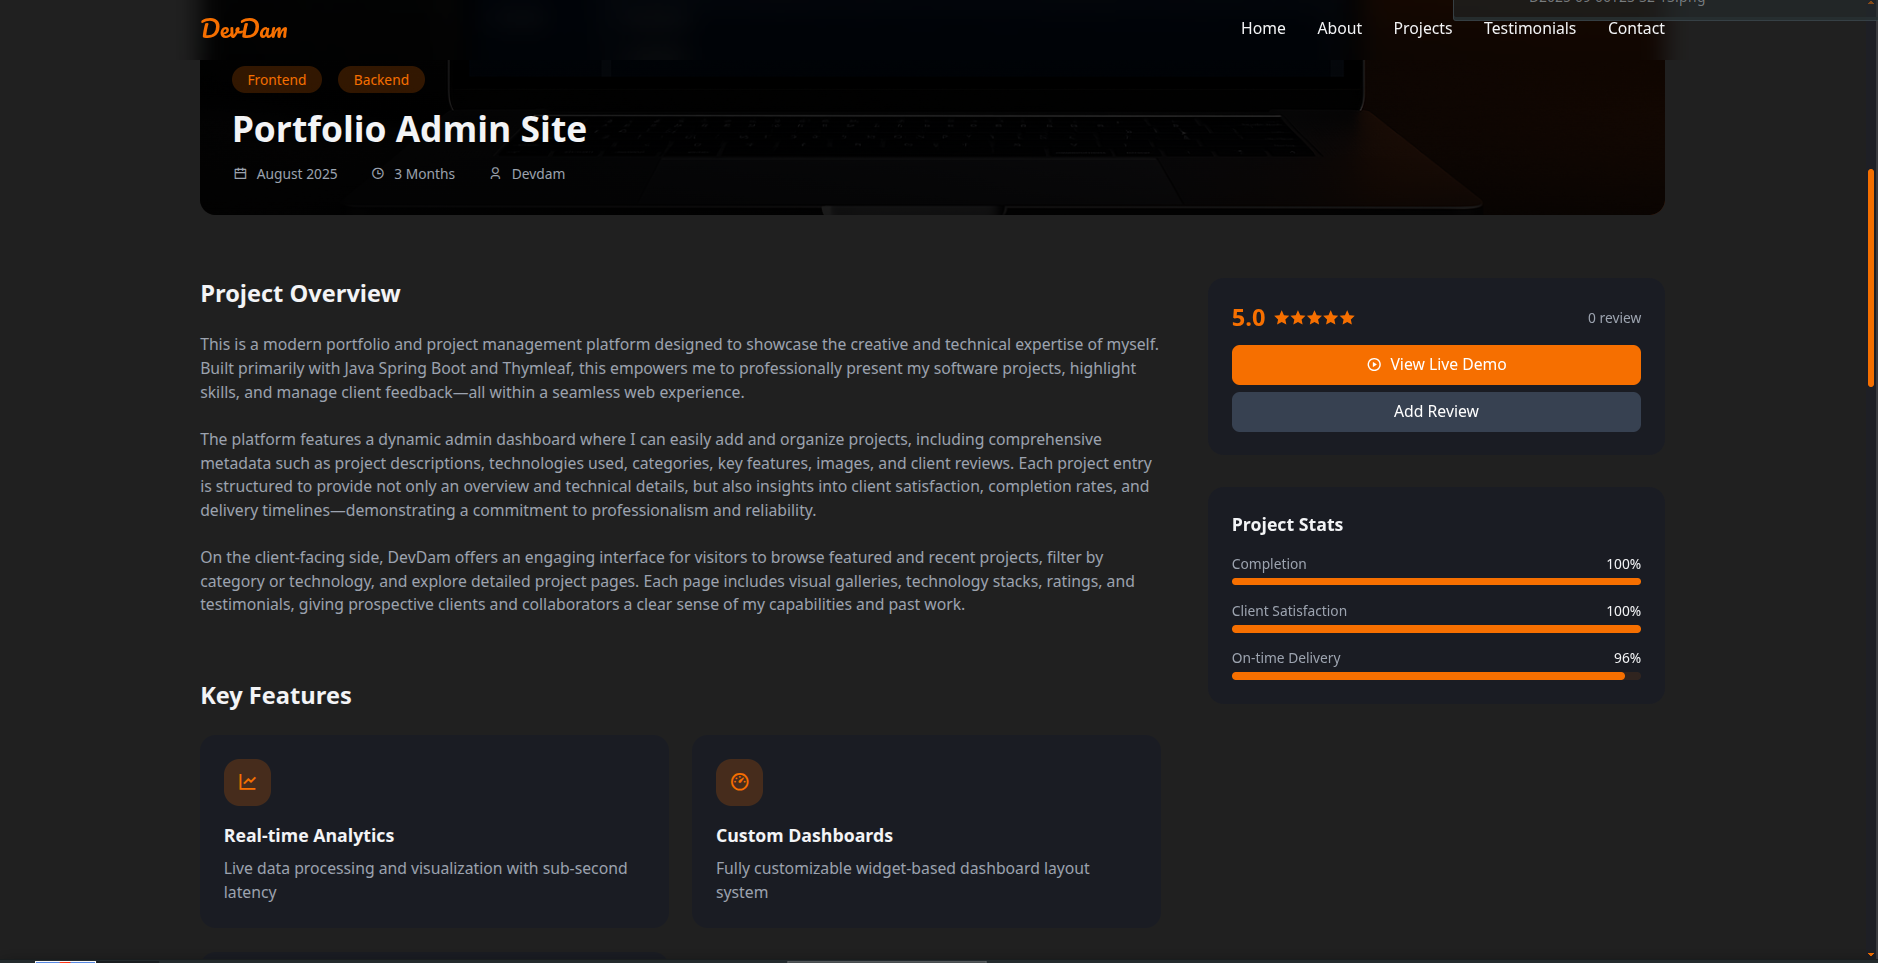 DevDam
Home About Projects Testimonials Contact
Frontend Backend
Portfolio Admin Site
August 2025 3 Months Devdam
Project Overview
This is a modern portfolio and project management platform designed to showcase the creative and technical expertise of myself.
Built primarily with Java Spring Boot and Thymleaf, this empowers me to professionally present my software projects, highlight
skills, and manage client feedback—all within a seamless web experience.
The platform features a dynamic admin dashboard where I can easily add and organize projects, including comprehensive
metadata such as project descriptions, technologies used, categories, key features, images, and client reviews. Each project entry
is structured to provide not only an overview and technical details, but also insights into client satisfaction, completion rates, and
delivery timelines—demonstrating a commitment to professionalism and reliability.
On the client-facing side, DevDam offers an engaging interface for visitors to browse featured and recent projects, filter by
category or technology, and explore detailed project pages. Each page includes visual galleries, technology stacks, ratings, and
testimonials, giving prospective clients and collaborators a clear sense of my capabilities and past work.
Key Features
Real-time Analytics
Live data processing and visualization with sub-second
latency
Custom Dashboards
Fully customizable widget-based dashboard layout
system
5.0 0 review
View Live Demo
Add Review
Project Stats
Completion 100%
Client Satisfaction 100%
On-time Delivery 96%